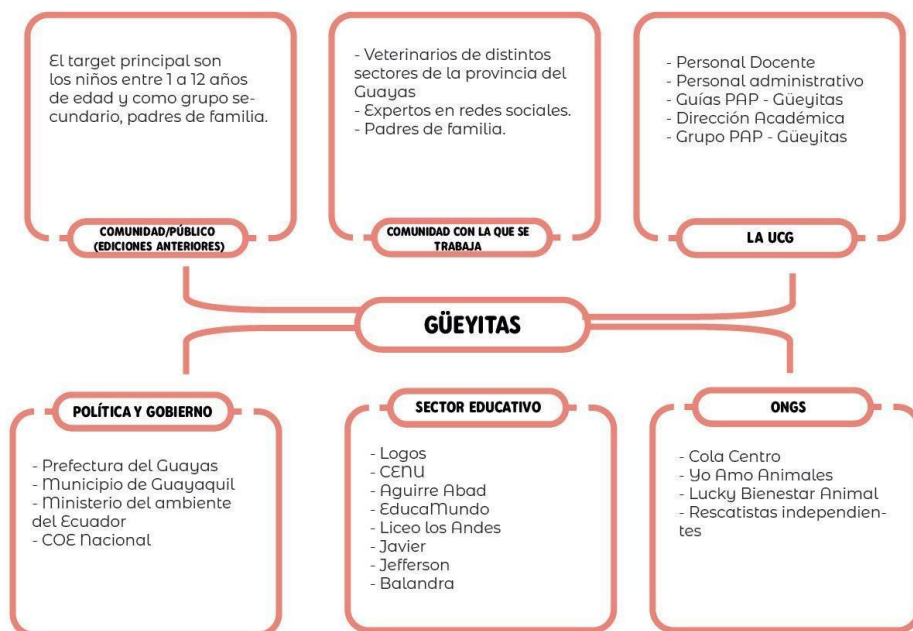 El target principal son
los niños entre 1 a 12 años
de edad y como grupo se-
cundario, padres de familia.
COMUNIDAD/PÚBLICO
(EDICIONES ANTERIORES)
- Veterinarios de distintos
sectores de la provincia del
Guayas
- Expertos en redes sociales.
- Padres de familia.
COMUNIDAD CON LA QUE SE
TRABAJA
- Personal Docente
- Personal administrativo
- Guías PAP - Güeyitas
- Dirección Académica
- Grupo PAP - Güeyitas
LA UCG
GÜEYITAS
POLÍTICA Y GOBIERNO
- Prefectura del Guayas
- Municipio de Guayaquil
- Ministerio del ambiente
del Ecuador
- COE Nacional
SECTOR EDUCATIVO
- Logos
- CENU
- Aguirre Abad
- EducaMundo
- Liceo los Andes
- Javier
- Jefferson
- Balandra
ONGS
- Cola Centro
- Yo Amo Animales
- Lucky Bienestar Animal
- Rescatistas independien-
tes